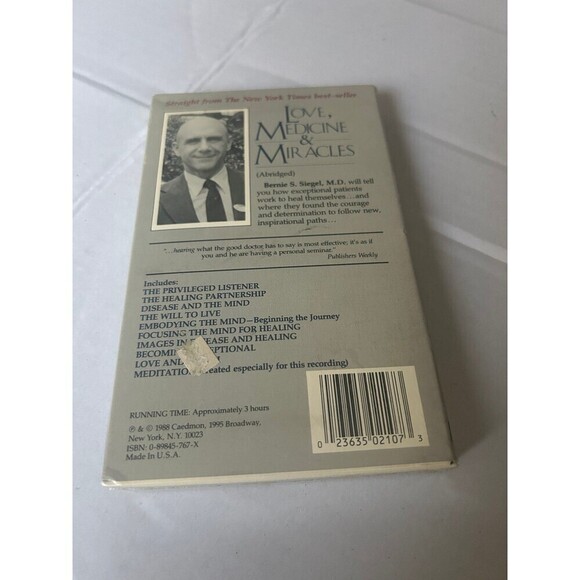 Straight from The New York Times best-seller
LOVE,
MEDICINE
&
MIRACLES
(Abridged)
Bernie S. Siegel, M.D. will tell
you how exceptional patients
work to heal themselves...and
where they found the courage
and determination to follow new,
inspirational paths...
"...hearing what the good doctor has to say is most effective; it's as if
you and he are having a personal seminar."
Publishers Weekly
Includes:
THE PRIVILEGED LISTENER
THE HEALING PARTNERSHIP
DISEASE AND THE MIND
THE WILL TO LIVE
EMBODYING THE MIND—Beginning the Journey
FOCUSING THE MIND FOR HEALING
IMAGES IN DISEASE AND HEALING
BECOMING EXCEPTIONAL
LOVE AND
MEDITATION (created especially for this recording)
RUNNING TIME: Approximately 3 hours
℗ & © 1988 Caedmon, 1995 Broadway,
New York, N.Y. 10023
ISBN: 0-89845-767-X
Made In U.S.A.
0 23635 02107 3